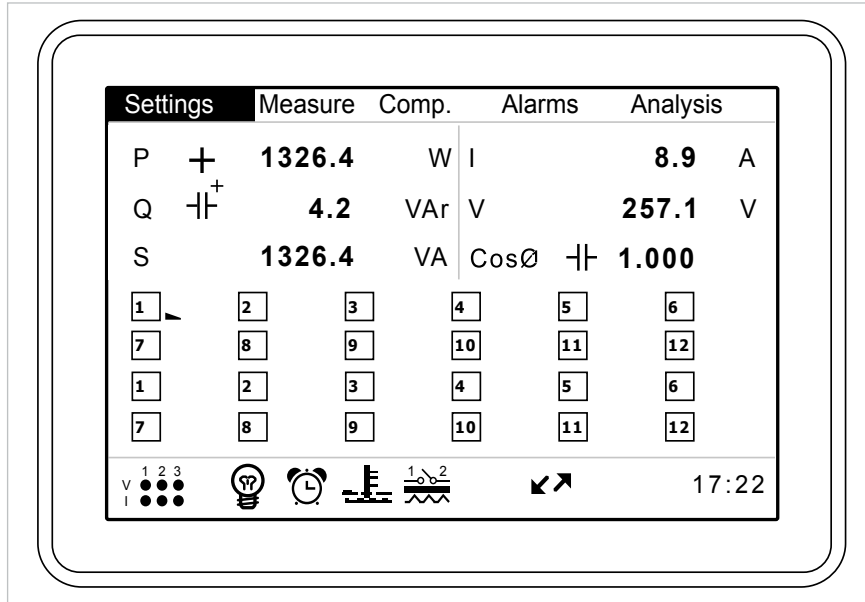 Settings Measure Comp. Alarms Analysis
P + 1326.4 W I 8.9 A
Q + 4.2 VAr V 257.1 V
S 1326.4 VA CosØ 1.000
1 2 3 4 5 6
7 8 9 10 11 12
1 2 3 4 5 6
7 8 9 10 11 12
1 2 3 1 2
V 17:22
I